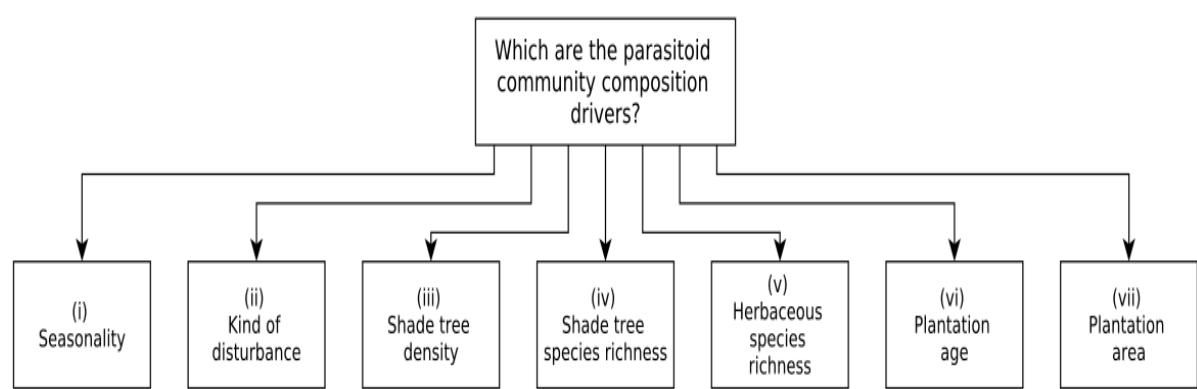 Which are the parasitoid
community composition
drivers?
(i)
Seasonality
(ii)
Kind of
disturbance
(iii)
Shade tree
density
(iv)
Shade tree
species richness
(v)
Herbaceous
species
richness
(vi)
Plantation
age
(vii)
Plantation
area